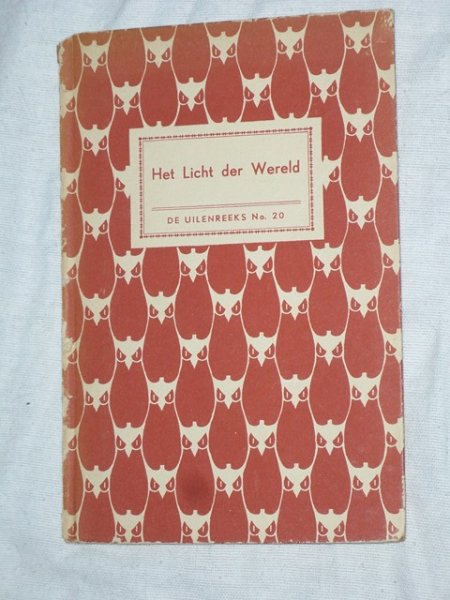 Het Licht der Wereld
DE UILENREEKS No. 20